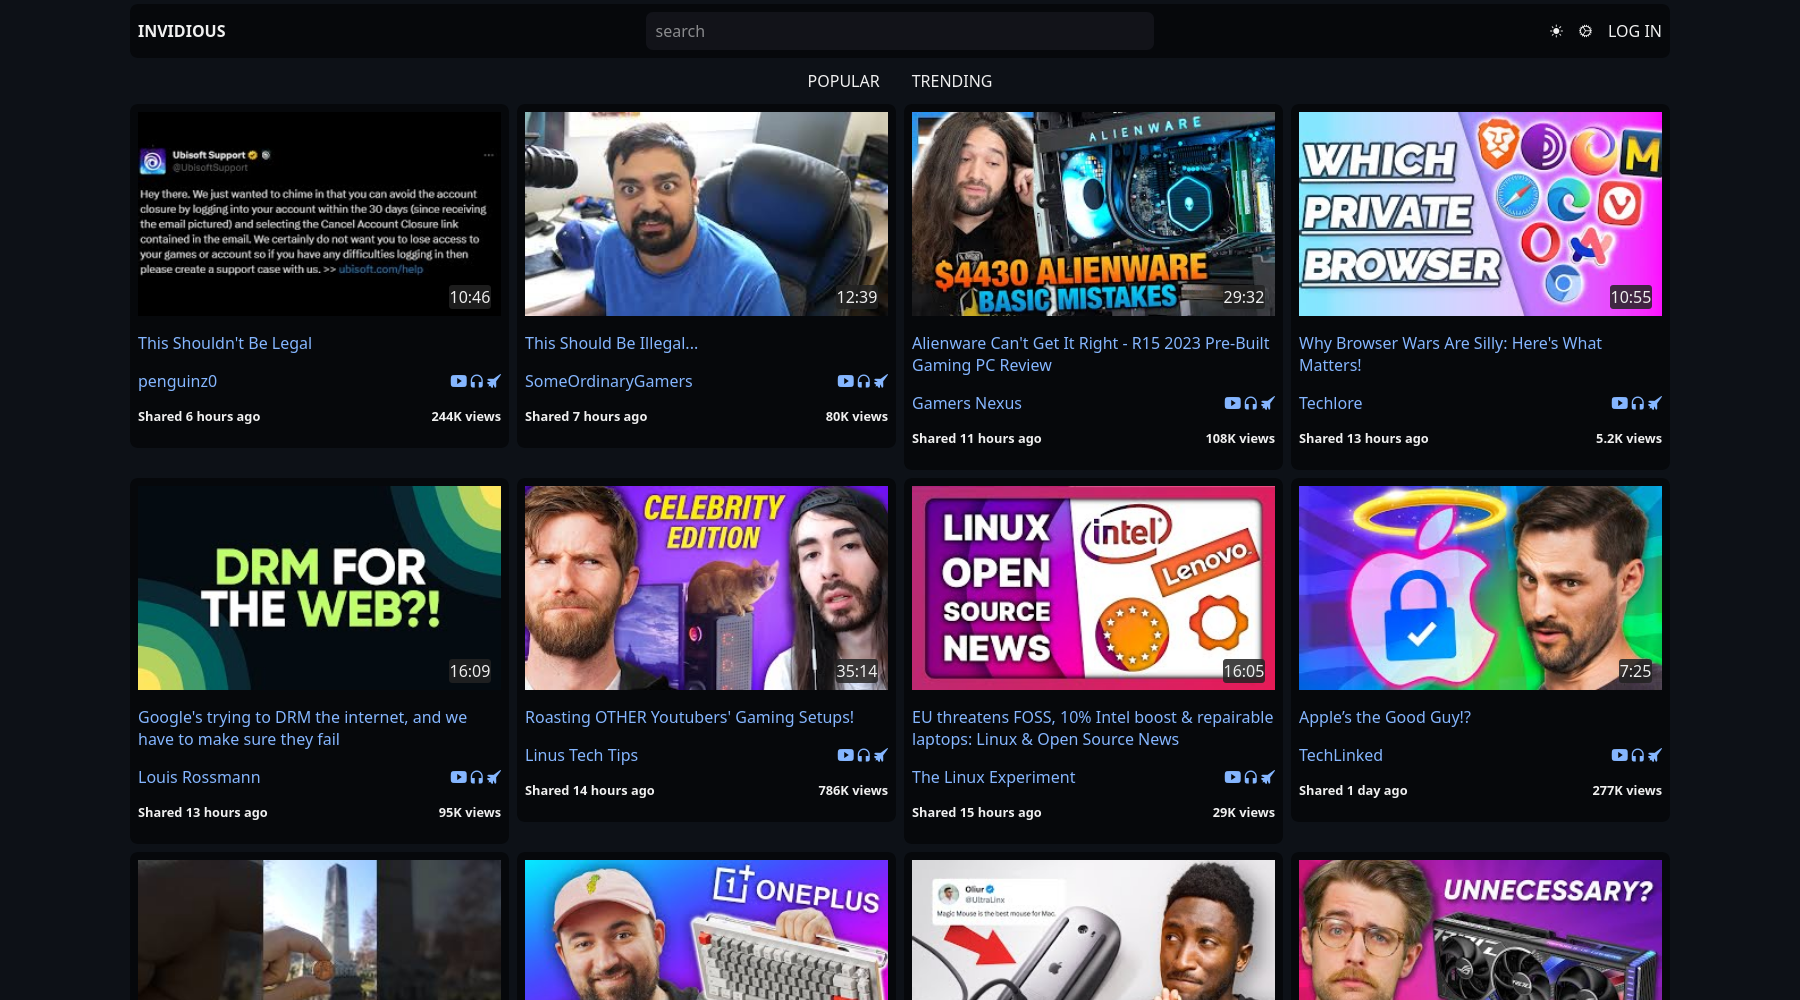 INVIDIOUS
search
LOG IN
POPULAR
TRENDING
Ubisoft Support
@UbisoftSupport
Hey there. We just wanted to chime in that you can avoid the account
closure by logging into your account within the 30 days (since receiving
the email pictured) and selecting the Cancel Account Closure link
contained in the email. We certainly do not want you to lose access to
your games or account so if you have any difficulties logging in then
please create a support case with us. >> ubisoft.com/help
10:46
This Shouldn't Be Legal
penguinz0
Shared 6 hours ago
244K views
12:39
This Should Be Illegal...
SomeOrdinaryGamers
Shared 7 hours ago
80K views
ALIENWARE
$4430 ALIENWARE
BASIC MISTAKES
29:32
Alienware Can't Get It Right - R15 2023 Pre-Built
Gaming PC Review
Gamers Nexus
Shared 11 hours ago
108K views
WHICH
PRIVATE
BROWSER
M
10:55
Why Browser Wars Are Silly: Here's What
Matters!
Techlore
Shared 13 hours ago
5.2K views
DRM FOR
THE WEB?!
16:09
Google's trying to DRM the internet, and we
have to make sure they fail
Louis Rossmann
Shared 13 hours ago
95K views
CELEBRITY
EDITION
35:14
Roasting OTHER Youtubers' Gaming Setups!
Linus Tech Tips
Shared 14 hours ago
786K views
LINUX
OPEN
SOURCE
NEWS
intel
Lenovo
16:05
EU threatens FOSS, 10% Intel boost & repairable
laptops: Linux & Open Source News
The Linux Experiment
Shared 15 hours ago
29K views
7:25
Apple’s the Good Guy!?
TechLinked
Shared 1 day ago
277K views
1+ ONEPLUS
Oliur
@UltraLinx
Magic Mouse is the best mouse for Mac.
UNNECESSARY?